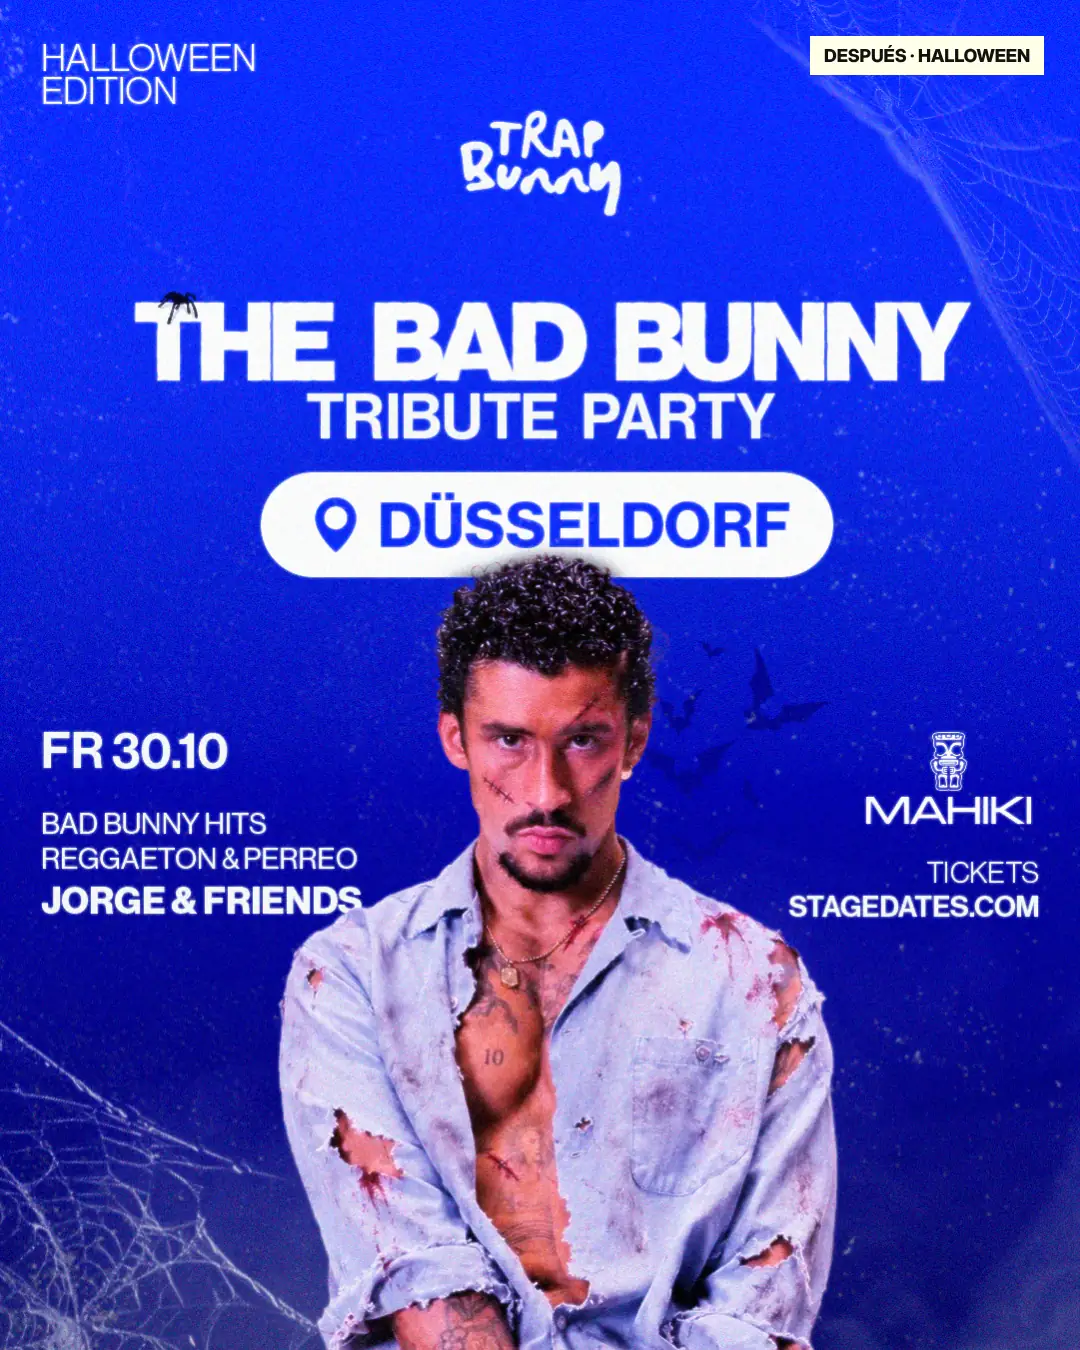 HALLOWEEN
EDITION
DESPUÉS · HALLOWEEN
TRAP
Bunny
THE BAD BUNNY
TRIBUTE PARTY
DÜSSELDORF
FR 30.10
BAD BUNNY HITS
REGGAETON & PERREO
JORGE & FRIENDS
MAHIKI
TICKETS
STAGEDATES.COM
10